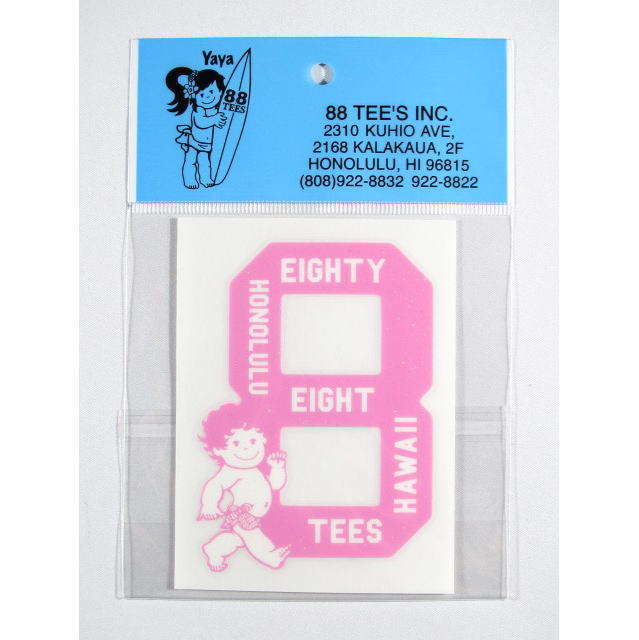 Yaya
88
TEES
88 TEE'S INC.
2310 KUHIO AVE,
2168 KALAKAUA, 2F
HONOLULU, HI 96815
(808)922-8832 922-8822
EIGHTY
HONOLULU
EIGHT
HAWAII
TEES